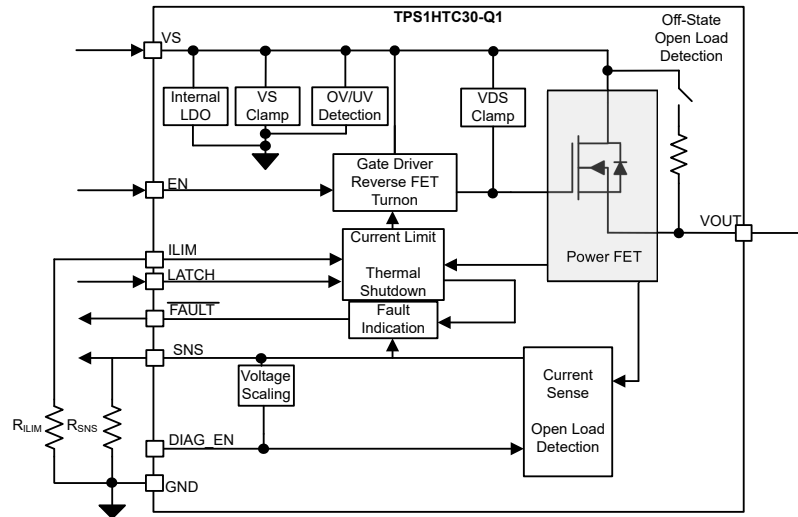 TPS1HTC30-Q1
Off-State
Open Load
Detection
VS
Internal
LDO
VS
Clamp
OV/UV
Detection
VDS
Clamp
Gate Driver
Reverse FET
Turnon
EN
VOUT
Power FET
ILIM
Current Limit
Thermal
Shutdown
LATCH
FAULT
Fault
Indication
SNS
Voltage
Scaling
Current
Sense
Open Load
Detection
RILIM
RSNS
DIAG_EN
GND